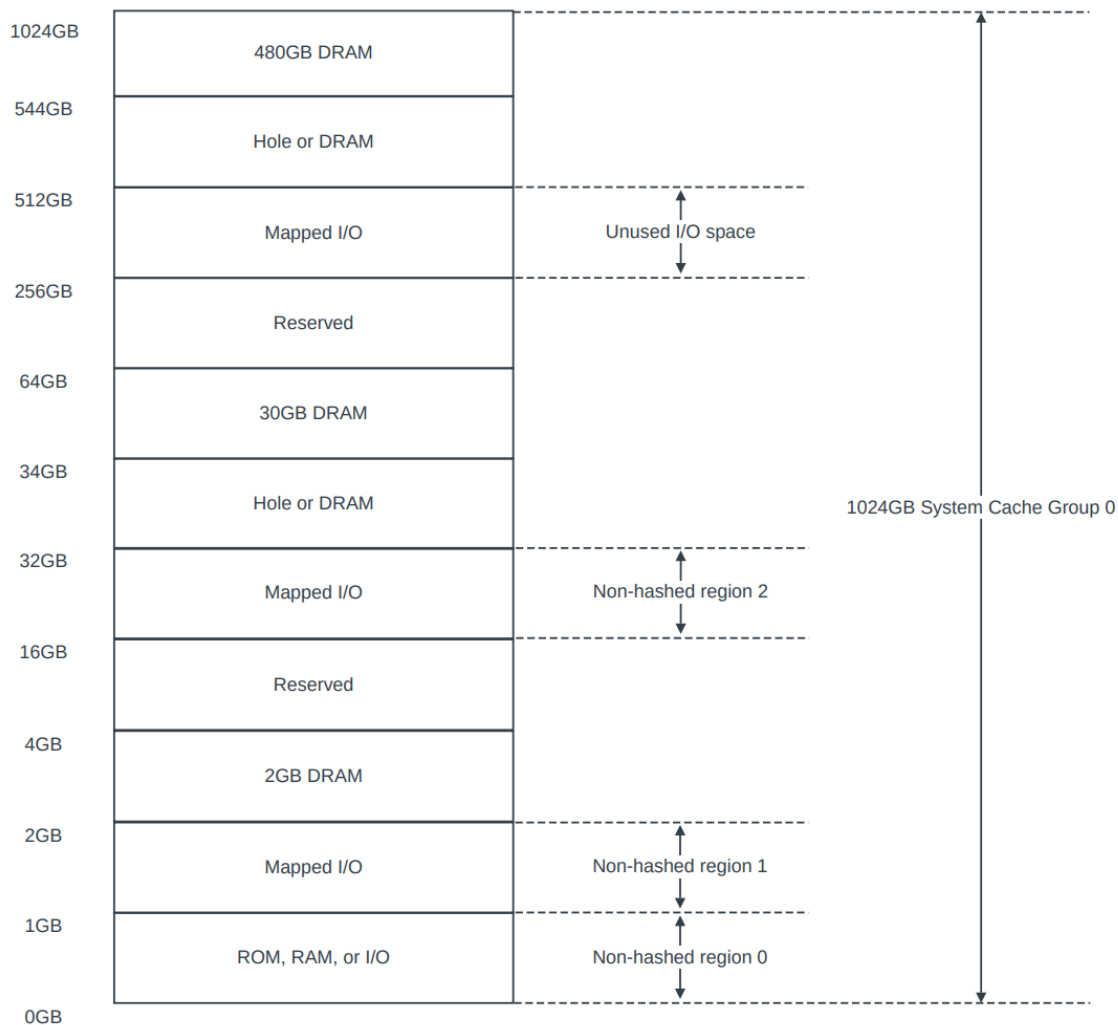 1024GB
480GB DRAM
544GB
Hole or DRAM
512GB
Mapped I/O
Unused I/O space
256GB
Reserved
64GB
30GB DRAM
34GB
Hole or DRAM
1024GB System Cache Group 0
32GB
Mapped I/O
Non-hashed region 2
16GB
Reserved
4GB
2GB DRAM
2GB
Mapped I/O
Non-hashed region 1
1GB
ROM, RAM, or I/O
Non-hashed region 0
0GB